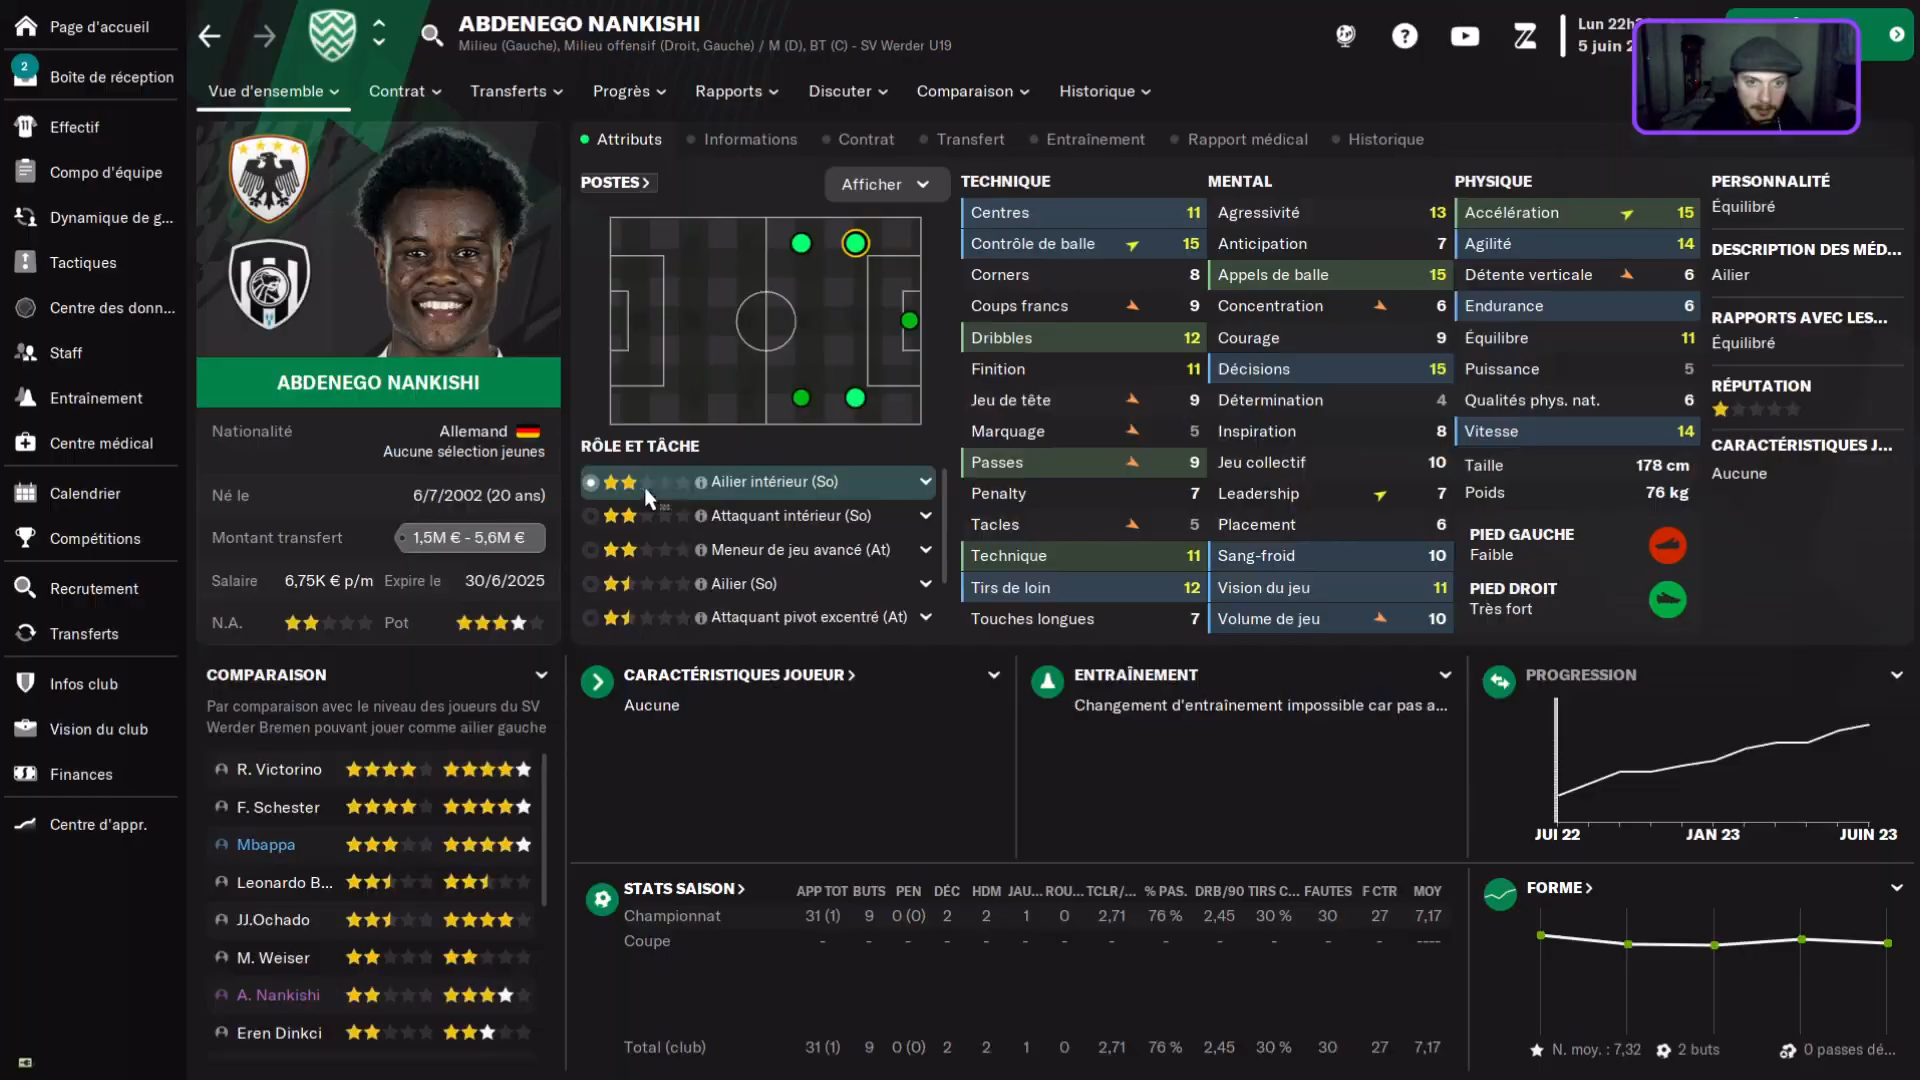 Page d'accueil
2
Boîte de réception
Effectif
Compo d'équipe
Dynamique de g...
Tactiques
Centre des donn...
Staff
Entraînement
Centre médical
Calendrier
Compétitions
Recrutement
Transferts
Infos club
Vision du club
Finances
Centre d'appr.
ABDENEGO NANKISHI
Milieu (Gauche), Milieu offensif (Droit, Gauche) / M (D), BT (C) - SV Werder U19
Lun 22h
5 juin 2
Vue d'ensemble
Contrat
Transferts
Progrès
Rapports
Discuter
Comparaison
Historique
Attributs
Informations
Contrat
Transfert
Entraînement
Rapport médical
Historique
ABDENEGO NANKISHI
Nationalité Allemand
Aucune sélection jeunes
Né le 6/7/2002 (20 ans)
Montant transfert 1,5M € - 5,6M €
Salaire 6,75K € p/m Expire le 30/6/2025
N.A. Pot
POSTES
Afficher
RÔLE ET TÂCHE
Ailier intérieur (So)
Attaquant intérieur (So)
Meneur de jeu avancé (At)
Ailier (So)
Attaquant pivot excentré (At)
TECHNIQUE
Centres 11
Contrôle de balle 15
Corners 8
Coups francs 9
Dribbles 12
Finition 11
Jeu de tête 9
Marquage 5
Passes 9
Penalty 7
Tacles 5
Technique 11
Tirs de loin 12
Touches longues 7
MENTAL
Agressivité 13
Anticipation 7
Appels de balle 15
Concentration 6
Courage 9
Décisions 15
Détermination 4
Inspiration 8
Jeu collectif 10
Leadership 7
Placement 6
Sang-froid 10
Vision du jeu 11
Volume de jeu 10
PHYSIQUE
Accélération 15
Agilité 14
Détente verticale 6
Endurance 6
Équilibre 11
Puissance 5
Qualités phys. nat. 6
Vitesse 14
Taille 178 cm
Poids 76 kg
PIED GAUCHE
Faible
PIED DROIT
Très fort
PERSONNALITÉ
Équilibré
DESCRIPTION DES MÉD...
Ailier
RAPPORTS AVEC LES...
Équilibré
RÉPUTATION
CARACTÉRISTIQUES J...
Aucune
COMPARAISON
Par comparaison avec le niveau des joueurs du SV
Werder Bremen pouvant jouer comme ailier gauche
R. Victorino
F. Schester
Mbappa
Leonardo B...
JJ.Ochado
M. Weiser
A. Nankishi
Eren Dinkci
CARACTÉRISTIQUES JOUEUR
Aucune
ENTRAÎNEMENT
Changement d'entraînement impossible car pas a...
PROGRESSION
JUI 22 JAN 23 JUIN 23
STATS SAISON APP TOT BUTS PEN DÉC HDM JAU... ROU... TCLR/... % PAS. DRB/90 TIRS C... FAUTES F CTR MOY
Championnat 31 (1) 9 0 (0) 2 2 1 0 2,71 76 % 2,45 30 % 30 27 7,17
Coupe - - - - - - - - - - - - - ----
Total (club) 31 (1) 9 0 (0) 2 2 1 0 2,71 76 % 2,45 30 % 30 27 7,17
FORME
N. moy. : 7,32 2 buts 0 passes dé...